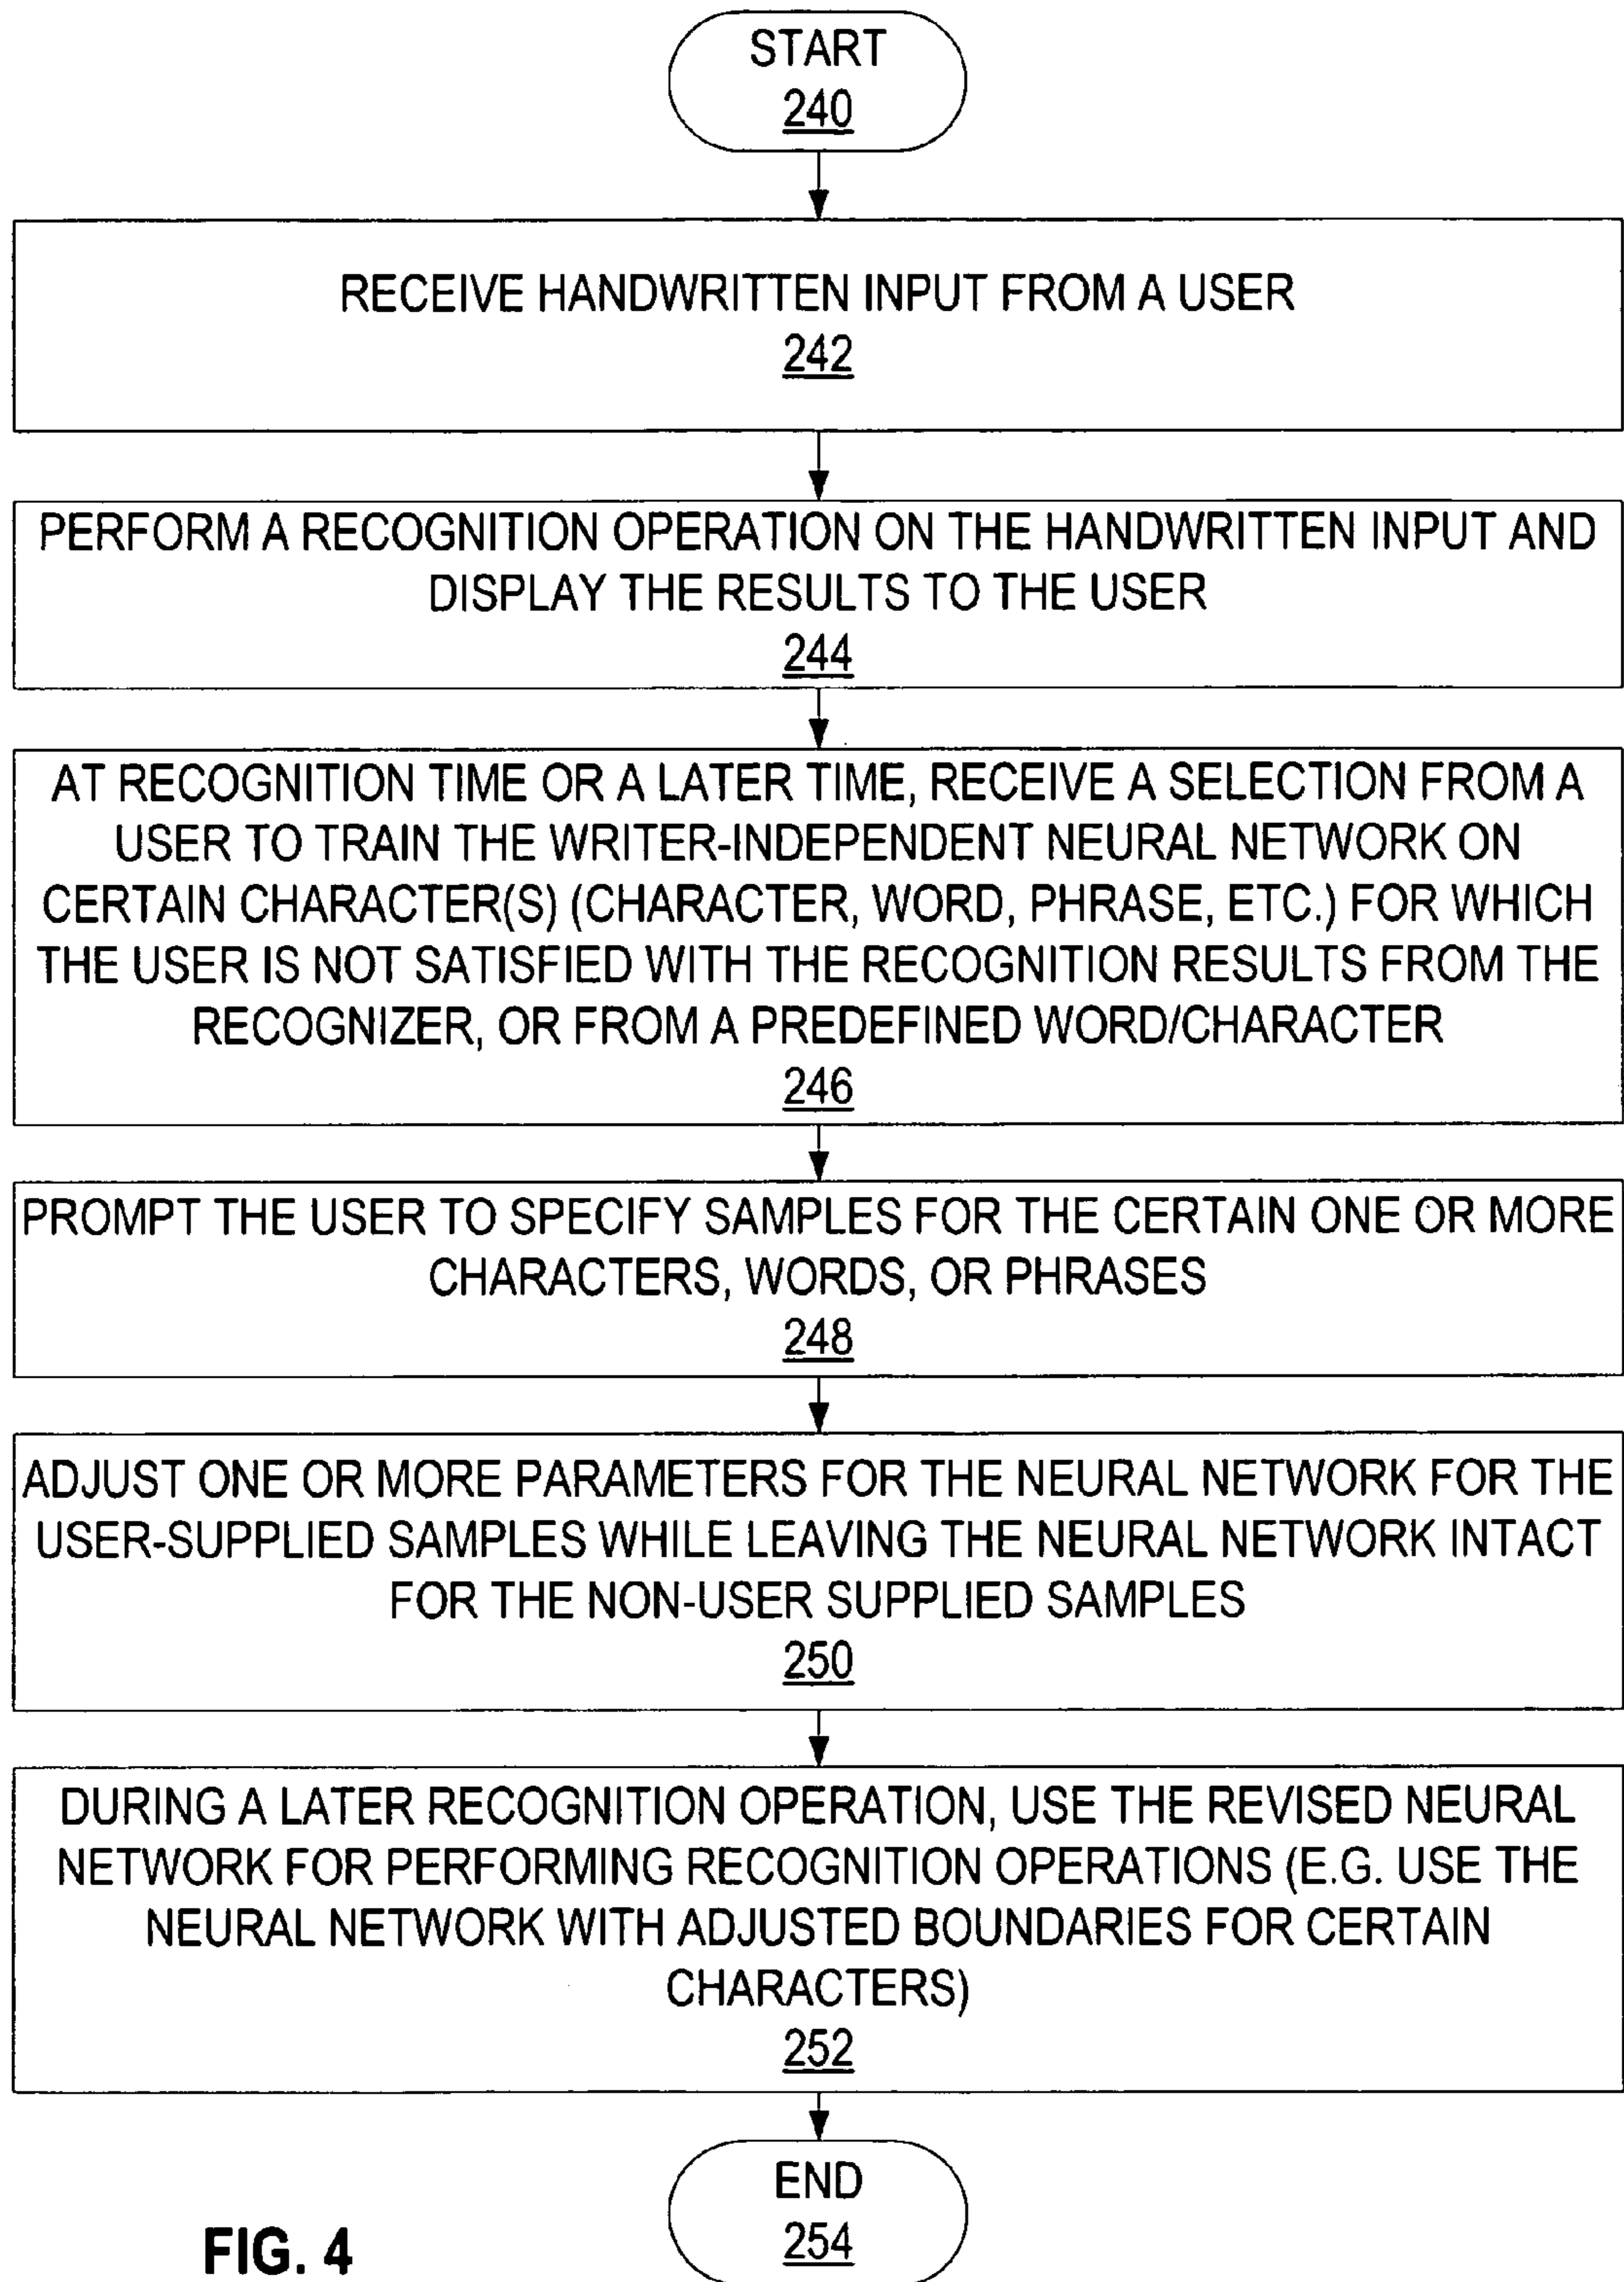 START
240
RECEIVE HANDWRITTEN INPUT FROM A USER
242
PERFORM A RECOGNITION OPERATION ON THE HANDWRITTEN INPUT AND
DISPLAY THE RESULTS TO THE USER
244
AT RECOGNITION TIME OR A LATER TIME, RECEIVE A SELECTION FROM A
USER TO TRAIN THE WRITER-INDEPENDENT NEURAL NETWORK ON
CERTAIN CHARACTER(S) (CHARACTER, WORD, PHRASE, ETC.) FOR WHICH
THE USER IS NOT SATISFIED WITH THE RECOGNITION RESULTS FROM THE
RECOGNIZER, OR FROM A PREDEFINED WORD/CHARACTER
246
PROMPT THE USER TO SPECIFY SAMPLES FOR THE CERTAIN ONE OR MORE
CHARACTERS, WORDS, OR PHRASES
248
ADJUST ONE OR MORE PARAMETERS FOR THE NEURAL NETWORK FOR THE
USER-SUPPLIED SAMPLES WHILE LEAVING THE NEURAL NETWORK INTACT
FOR THE NON-USER SUPPLIED SAMPLES
250
DURING A LATER RECOGNITION OPERATION, USE THE REVISED NEURAL
NETWORK FOR PERFORMING RECOGNITION OPERATIONS (E.G. USE THE
NEURAL NETWORK WITH ADJUSTED BOUNDARIES FOR CERTAIN
CHARACTERS)
252
END
254
FIG. 4